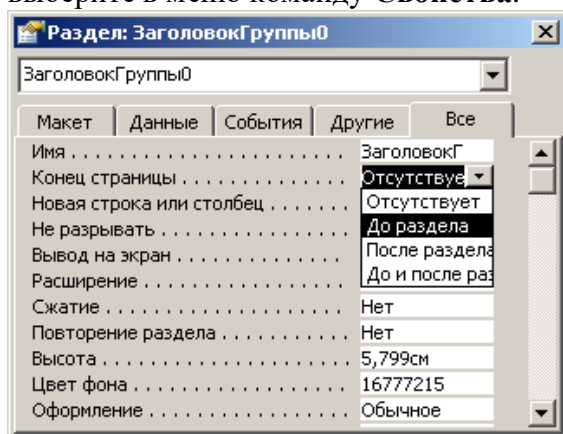 выберите в меню команду Свойства.
Раздел: ЗаголовокГруппы0
ЗаголовокГруппы0
Макет Данные События Другие Все
Имя . . . . . . . . . . . . . . . . . . . . . . . ЗаголовокГ
Конец страницы . . . . . . . . . . . . . Отсутствуе
Новая строка или столбец . . . . . . . Отсутствует
Не разрывать . . . . . . . . . . . . . . . До раздела
Вывод на экран . . . . . . . . . . . . . . После раздела
Расширение . . . . . . . . . . . . . . . . . До и после раз
Сжатие . . . . . . . . . . . . . . . . . . . . Нет
Повторение раздела . . . . . . . . . . . Нет
Высота . . . . . . . . . . . . . . . . . . . . 5,799см
Цвет фона . . . . . . . . . . . . . . . . . . 16777215
Оформление . . . . . . . . . . . . . . . . . Обычное